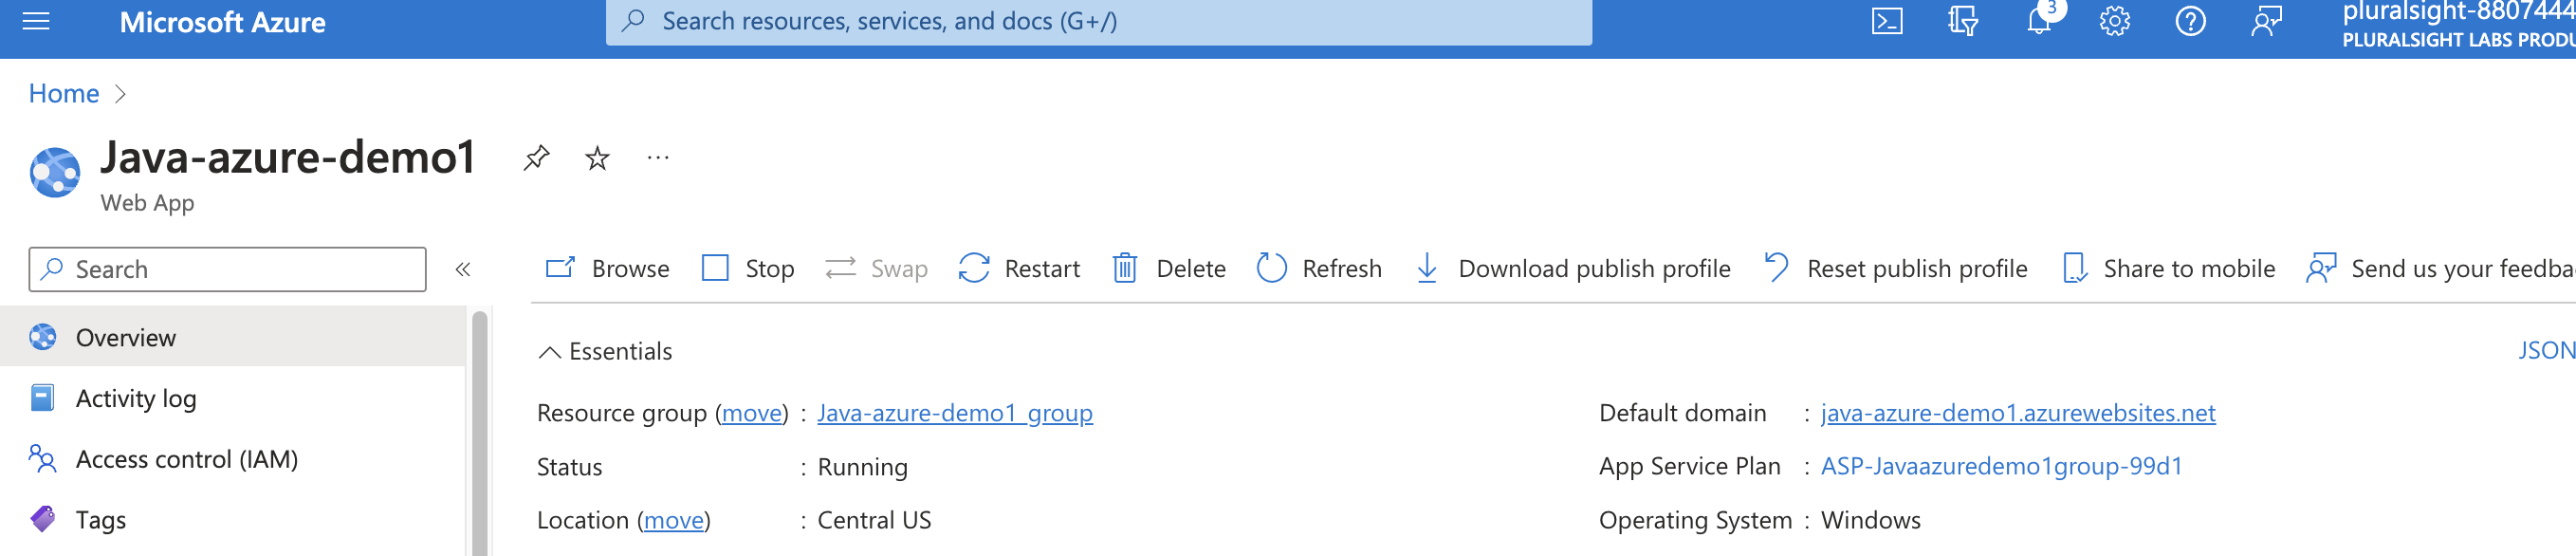 Microsoft Azure
Search resources, services, and docs (G+/)
3
pluralsight-8807444
PLURALSIGHT LABS PRODU
Home
Java-azure-demo1
Web App
Search
Browse Stop Swap Restart Delete Refresh Download publish profile Reset publish profile Share to mobile Send us your feedba
Overview
Activity log
Access control (IAM)
Tags
Essentials
JSON
Resource group (move) : Java-azure-demo1_group
Status : Running
Location (move) : Central US
Default domain : java-azure-demo1.azurewebsites.net
App Service Plan : ASP-Javaazuredemo1group-99d1
Operating System : Windows